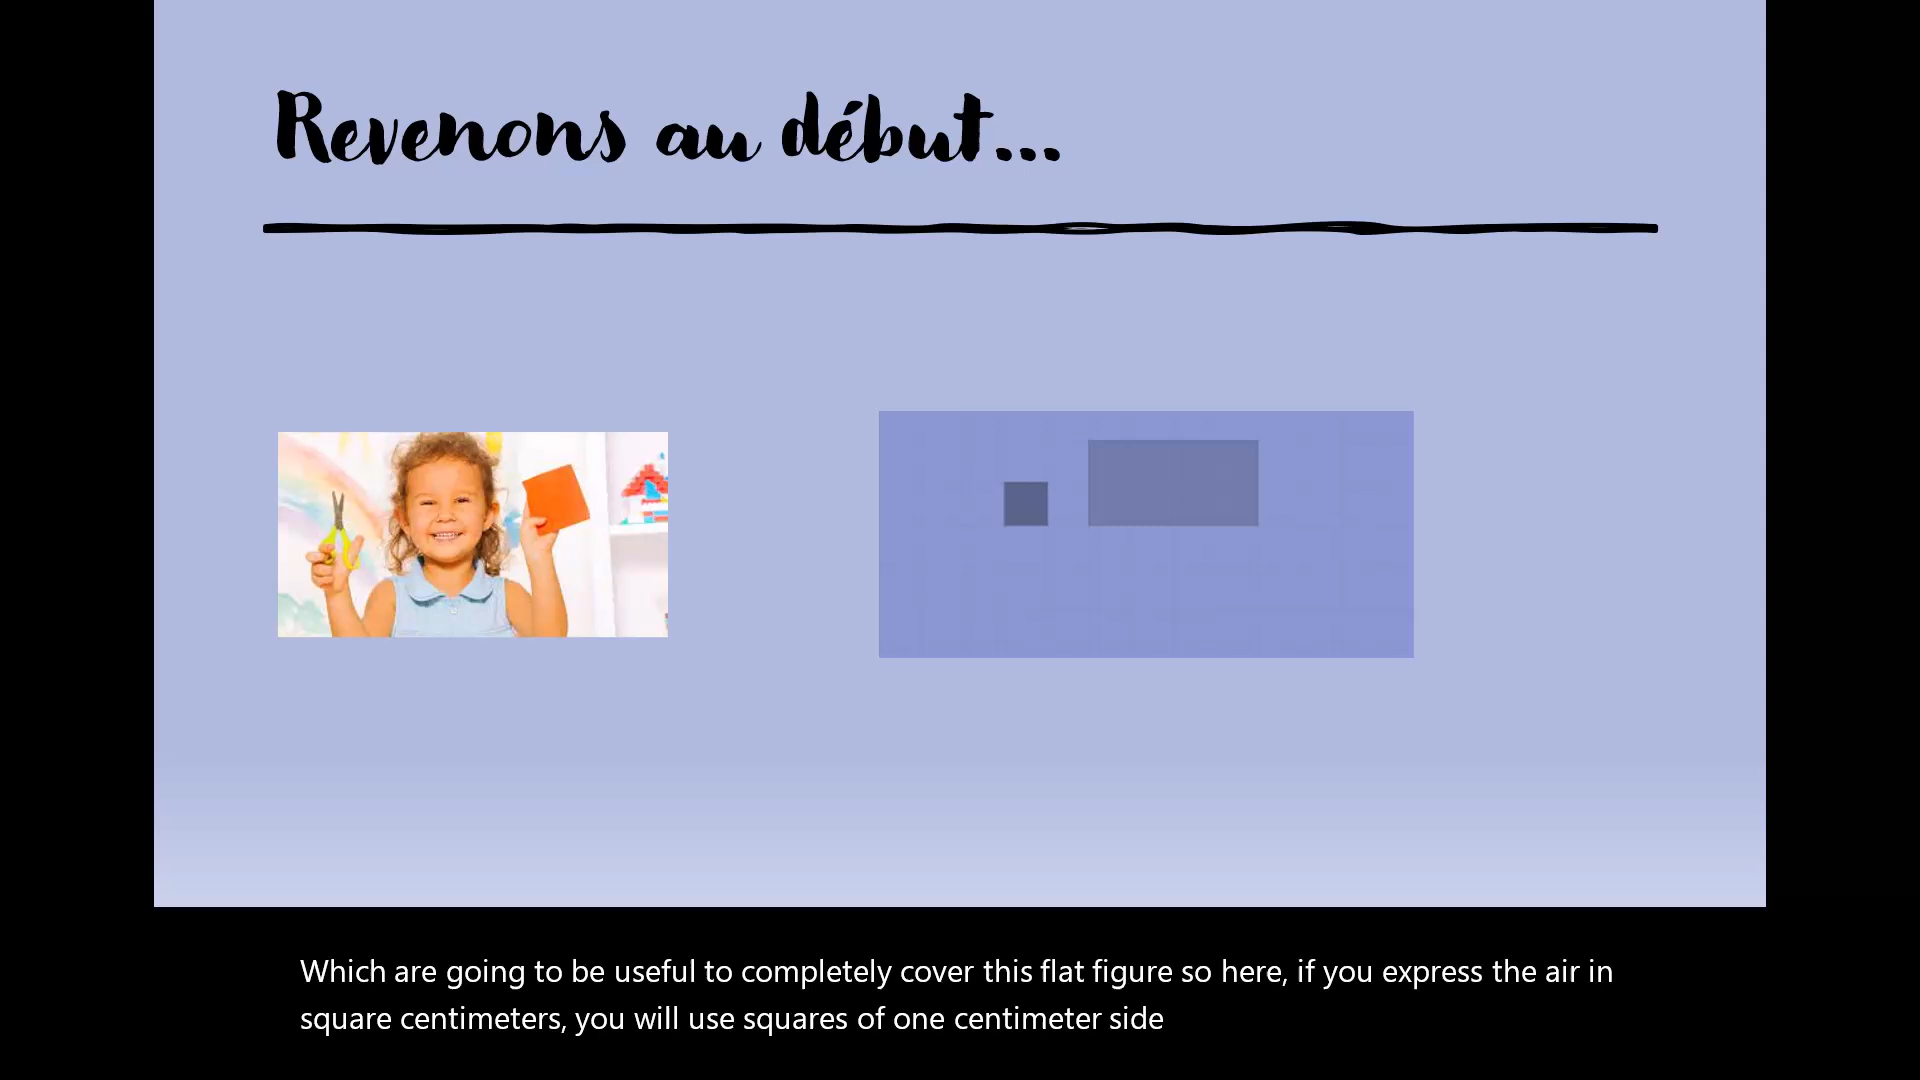 Revenons au début...
Which are going to be useful to completely cover this flat figure so here, if you express the air in
square centimeters, you will use squares of one centimeter side